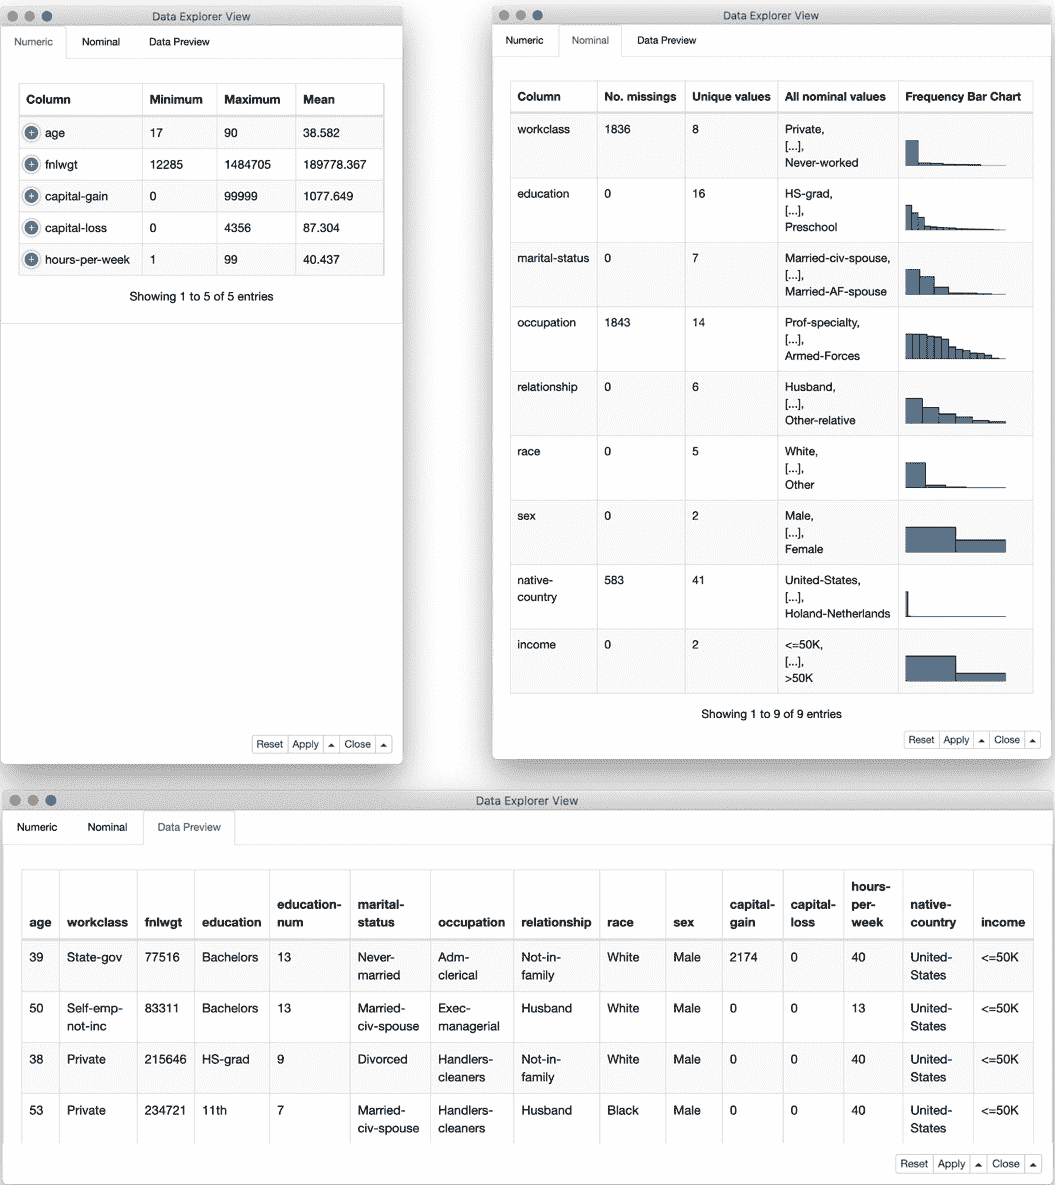 Data Explorer View
Numeric Nominal Data Preview
Column Minimum Maximum Mean
age 17 90 38.582
fnlwgt 12285 1484705 189778.367
capital-gain 0 99999 1077.649
capital-loss 0 4356 87.304
hours-per-week 1 99 40.437
Showing 1 to 5 of 5 entries
Reset Apply Close
Data Explorer View
Numeric Nominal Data Preview
Column No. missings Unique values All nominal values Frequency Bar Chart
workclass 1836 8 Private,
[...],
Never-worked
education 0 16 HS-grad,
[...],
Preschool
marital-status 0 7 Married-civ-spouse,
[...],
Married-AF-spouse
occupation 1843 14 Prof-specialty,
[...],
Armed-Forces
relationship 0 6 Husband,
[...],
Other-relative
race 0 5 White,
[...],
Other
sex 0 2 Male,
[...],
Female
native- 583 41 United-States,
country [...],
Holand-Netherlands
income 0 2 <=50K,
[...],
>50K
Showing 1 to 9 of 9 entries
Reset Apply Close
Data Explorer View
Numeric Nominal Data Preview
hours-
education- marital- capital- capital- per- native-
age workclass fnlwgt education num status occupation relationship race sex gain loss week country income
39 State-gov 77516 Bachelors 13 Never- Adm- Not-in- White Male 2174 0 40 United- <=50K
married clerical family States
50 Self-emp- 83311 Bachelors 13 Married- Exec- Husband White Male 0 0 13 United- <=50K
not-inc civ-spouse managerial States
38 Private 215646 HS-grad 9 Divorced Handlers- Not-in- White Male 0 0 40 United- <=50K
cleaners family States
53 Private 234721 11th 7 Married- Handlers- Husband Black Male 0 0 40 United- <=50K
civ-spouse cleaners States
Reset Apply Close